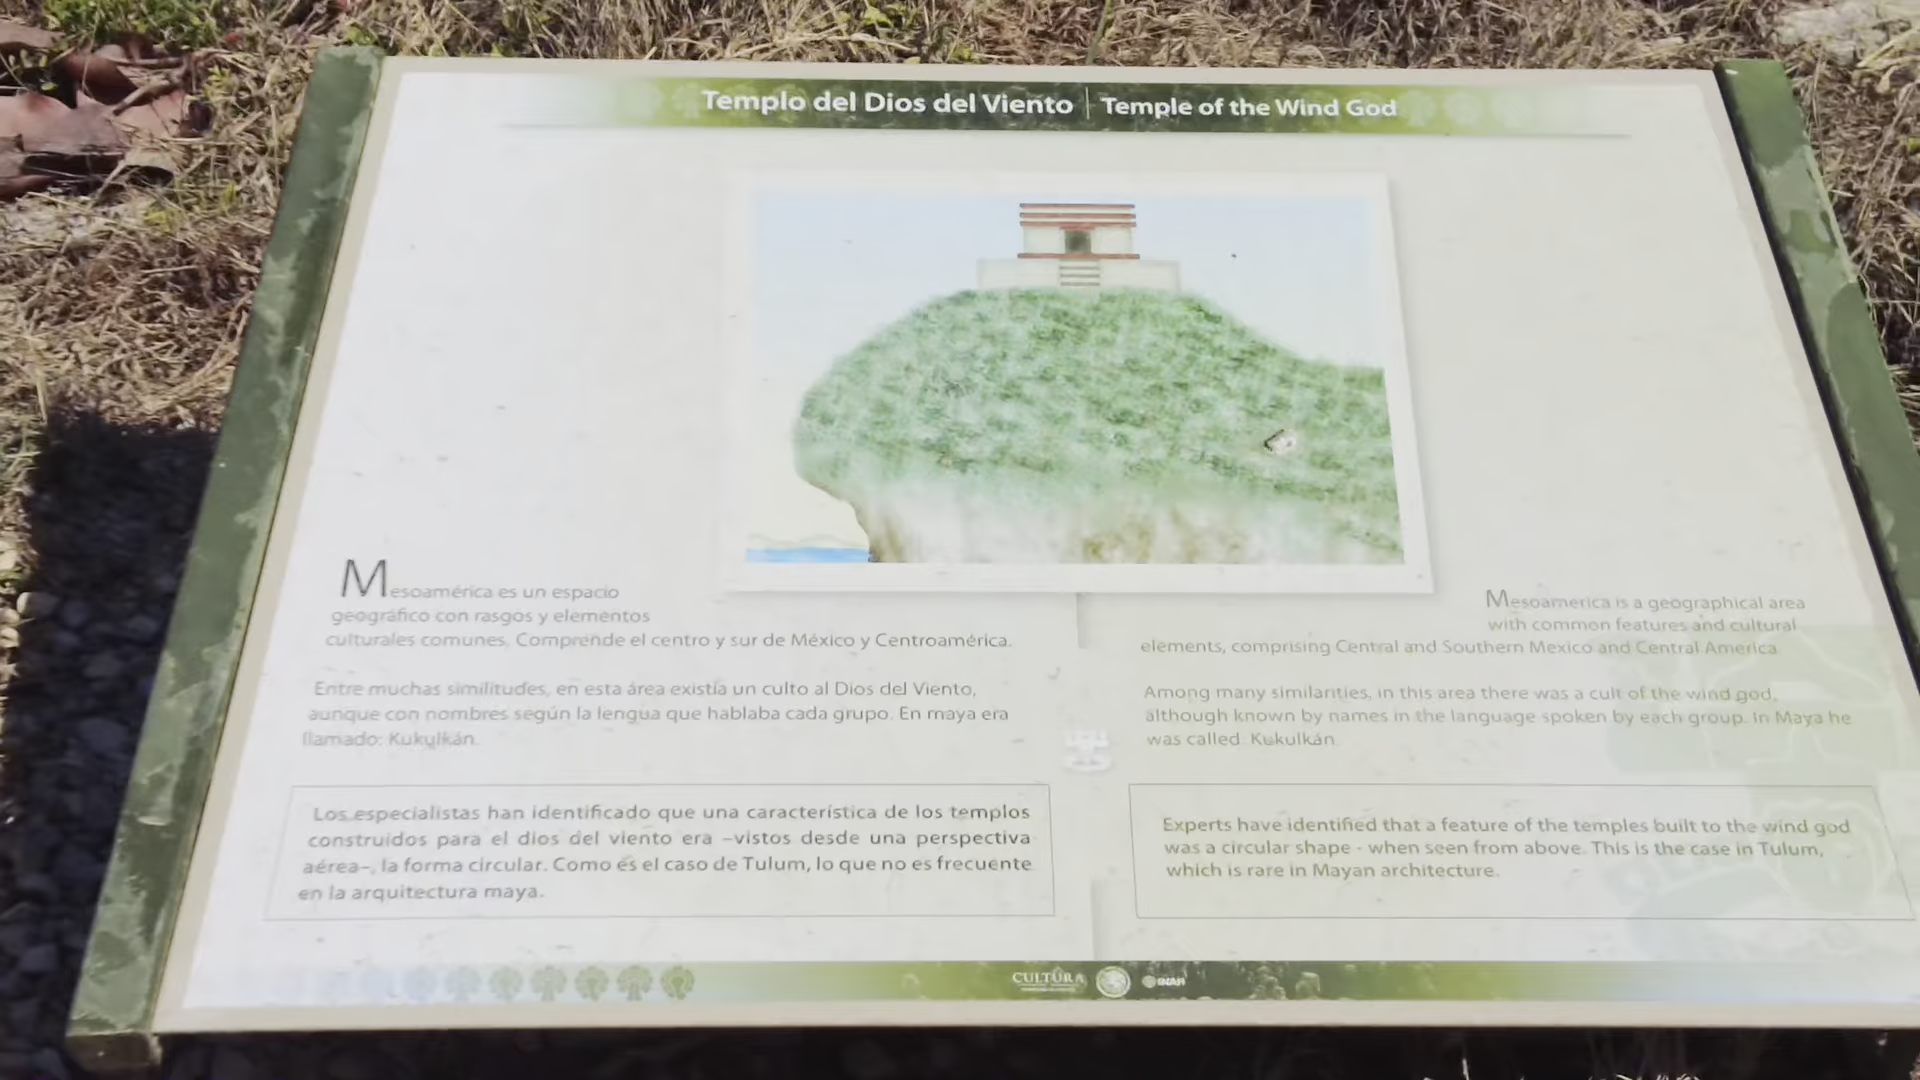 Templo del Dios del Viento | Temple of the Wind God
Mesoamérica es un espacio
geográfico con rasgos y elementos
culturales comunes. Comprende el centro y sur de México y Centroamérica.
Entre muchas similitudes, en esta área existía un culto al Dios del Viento,
aunque con nombres según la lengua que hablaba cada grupo. En maya era
llamado: Kukulkán.
Los especialistas han identificado que una característica de los templos
construidos para el dios del viento era –vistos desde una perspectiva
aérea–, la forma circular. Como es el caso de Tulum, lo que no es frecuente
en la arquitectura maya.
Mesoamerica is a geographical area
with common features and cultural
elements, comprising Central and Southern Mexico and Central America.
Among many similarities, in this area there was a cult of the wind god,
although known by names in the language spoken by each group. In Maya he
was called: Kukulkán.
Experts have identified that a feature of the temples built to the wind god
was a circular shape - when seen from above. This is the case in Tulum,
which is rare in Mayan architecture.
CULTURA
INAH